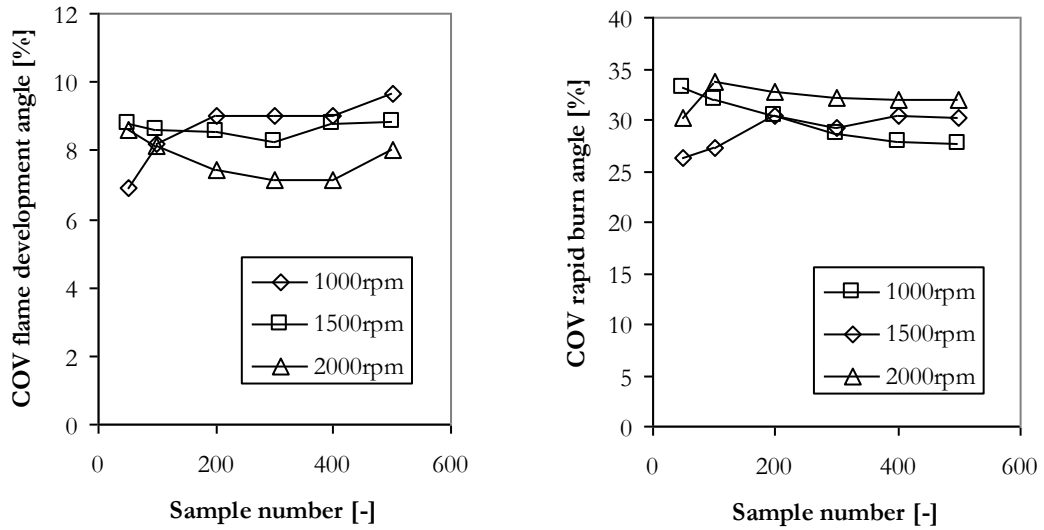 COV flame development angle [%]
12
10
8
6
4
2
0
1000rpm
1500rpm
2000rpm
0
200
400
600
Sample number [-]
COV rapid burn angle [%]
40
35
30
25
20
15
10
5
0
1000rpm
1500rpm
2000rpm
0
200
400
600
Sample number [-]